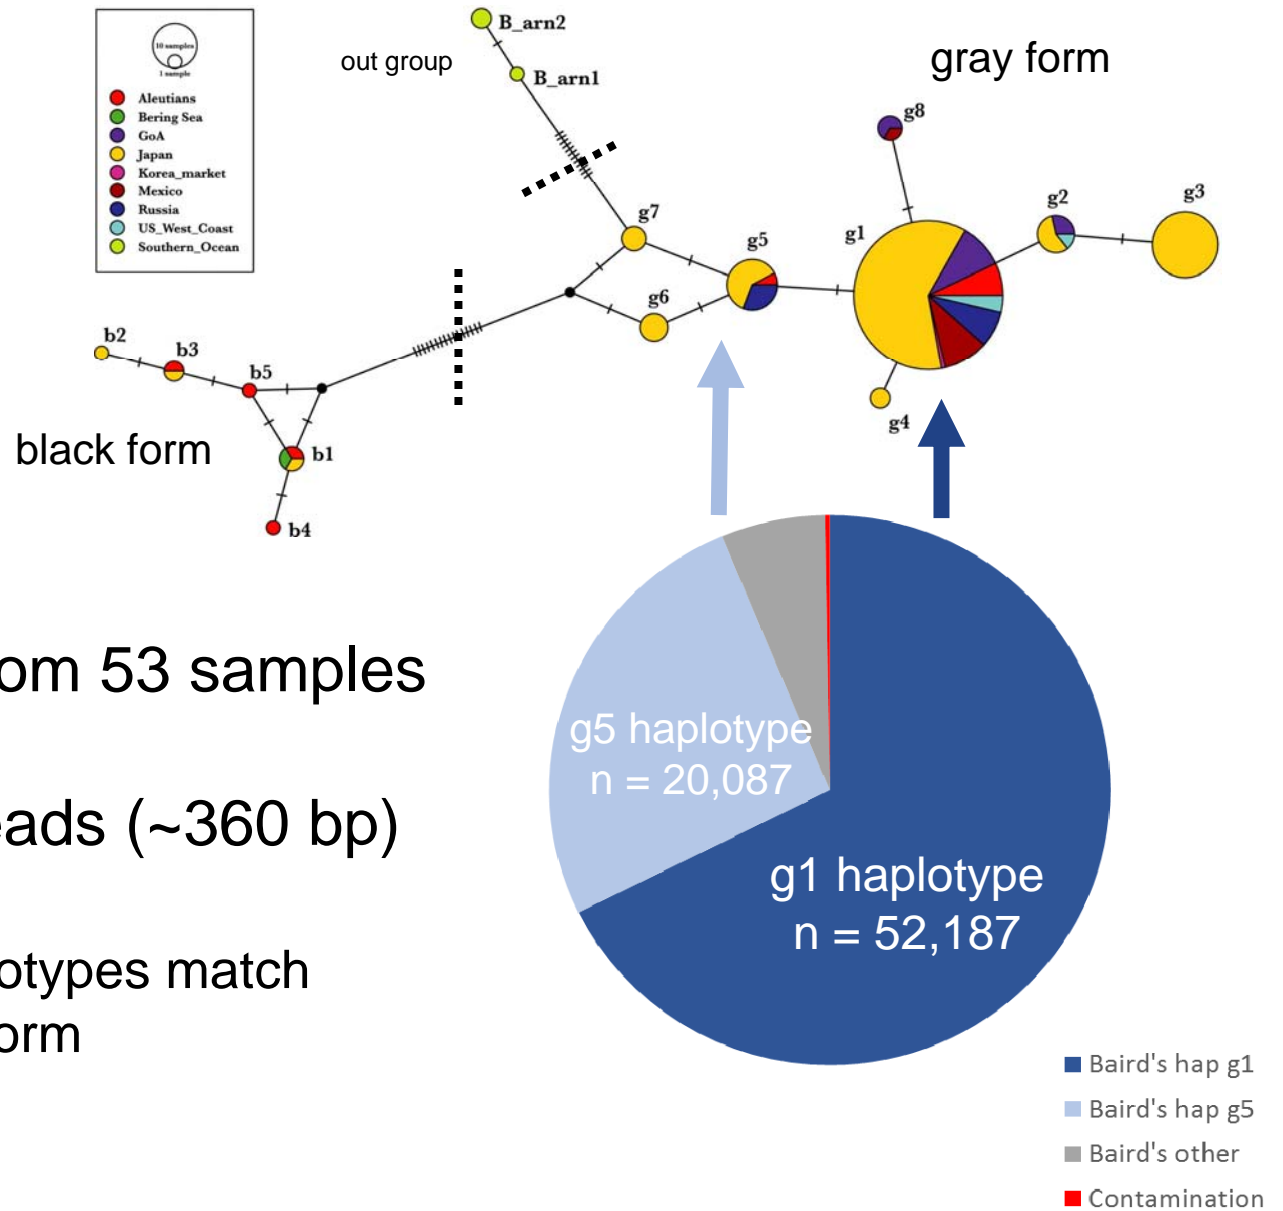 B_arn2
out group
B_arn1
gray form
10 samples
1 sample
Aleutians
Bering Sea
GoA
Japan
Korea_market
Mexico
Russia
US_West_Coast
Southern_Ocean
g8
g7
g5
g1
g2
g3
g6
g4
b2
b3
b5
b1
b4
black form
om 53 samples
eads (~360 bp)
otypes match
orm
g5 haplotype
n = 20,087
g1 haplotype
n = 52,187
Baird's hap g1
Baird's hap g5
Baird's other
Contamination